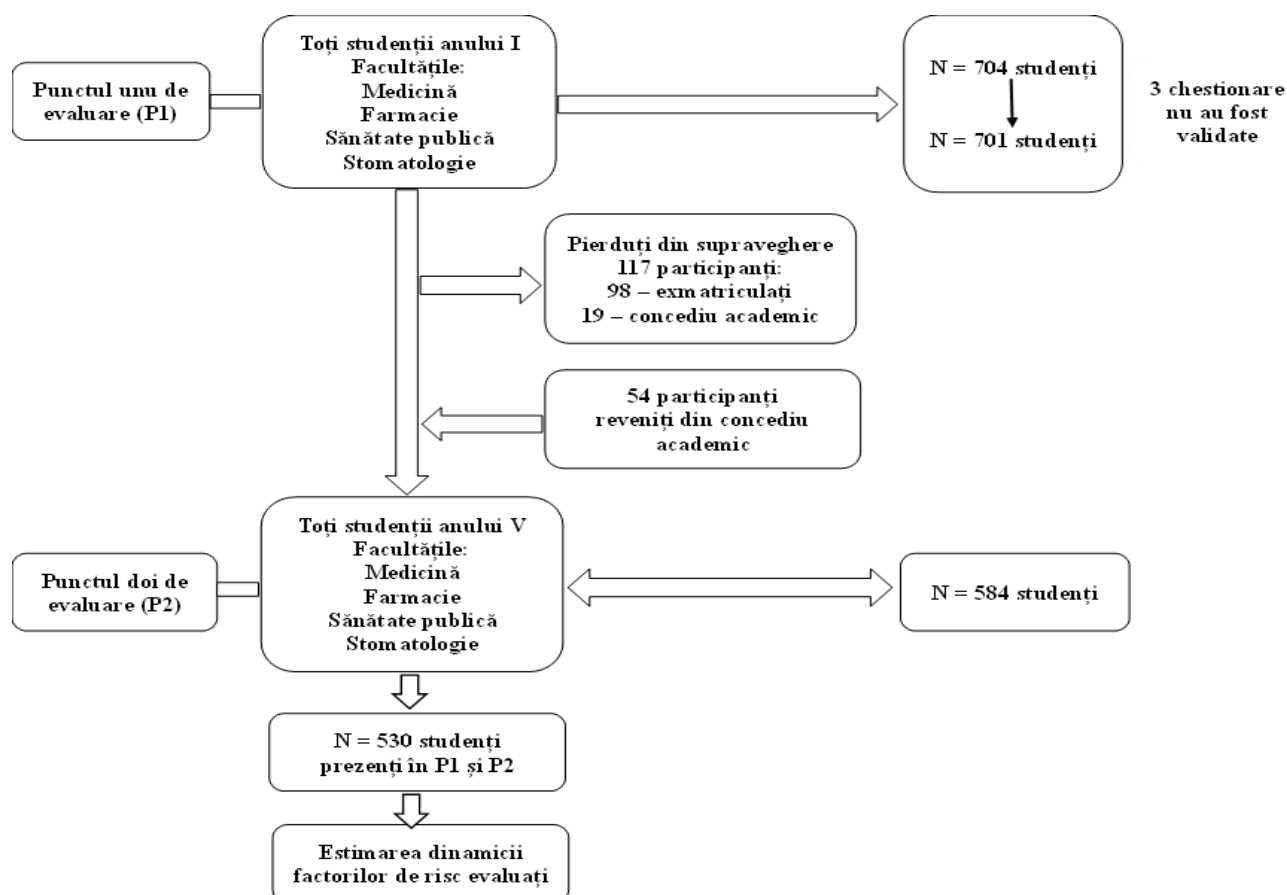 Punctul unu de
evaluare (P1)
Toți studenții anului I
Facultățile:
Medicină
Farmacie
Sănătate publică
Stomatologie
N = 704 studenți
N = 701 studenți
3 chestionare
nu au fost
validate
Pierduți din supraveghere
117 participanți:
98 – exmatriculați
19 – concediu academic
54 participanți
reveniți din concediu
academic
Punctul doi de
evaluare (P2)
Toți studenții anului V
Facultățile:
Medicină
Farmacie
Sănătate publică
Stomatologie
N = 584 studenți
N = 530 studenți
prezenți în P1 și P2
Estimarea dinamicii
factorilor de risc evaluați